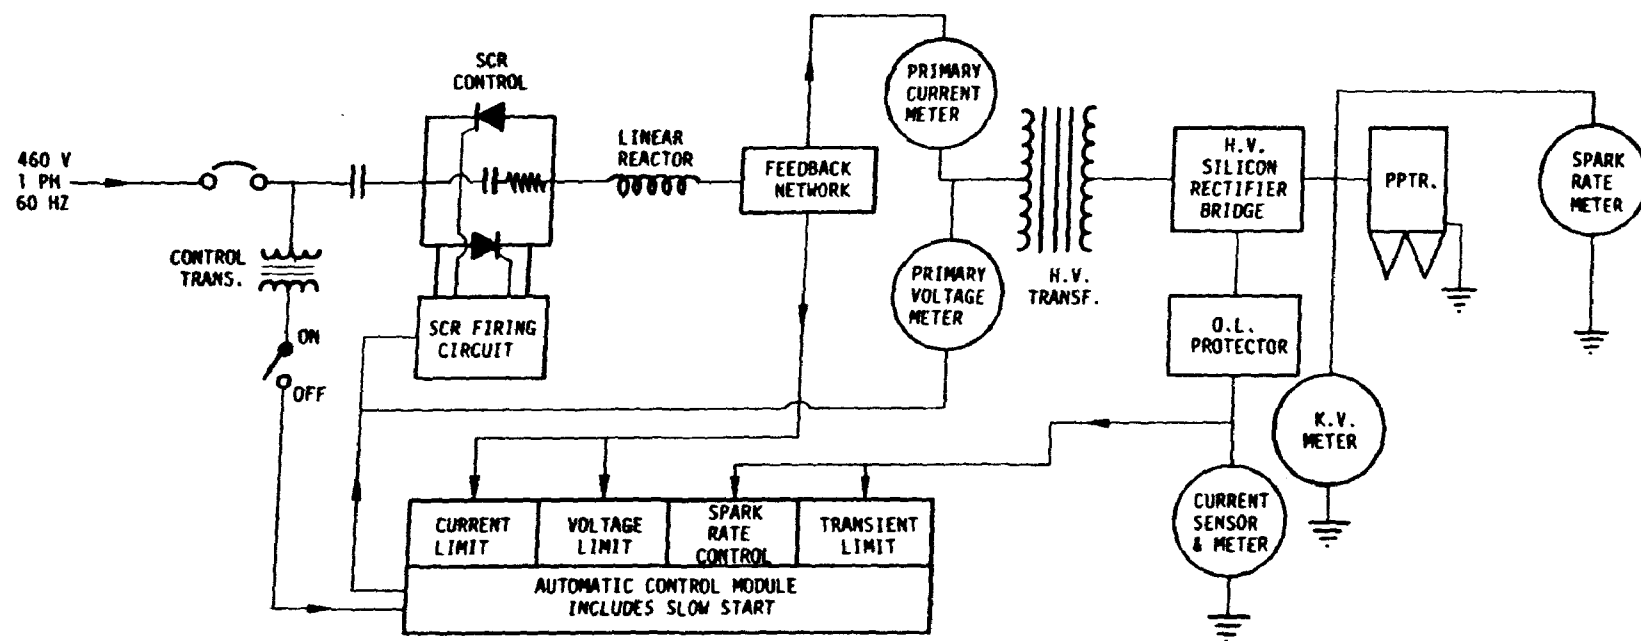 SCR
CONTROL
460 V
1 PH
60 HZ
LINEAR
REACTOR
FEEDBACK
NETWORK
PRIMARY
CURRENT
METER
PRIMARY
VOLTAGE
METER
H.V.
TRANSF.
H.V.
SILICON
RECTIFIER
BRIDGE
PPTR.
SPARK
RATE
METER
CONTROL
TRANS.
ON
OFF
SCR FIRING
CIRCUIT
O.L.
PROTECTOR
K.V.
METER
CURRENT
SENSOR
& METER
CURRENT
LIMIT
VOLTAGE
LIMIT
SPARK
RATE
CONTROL
TRANSIENT
LIMIT
AUTOMATIC CONTROL MODULE
INCLUDES SLOW START